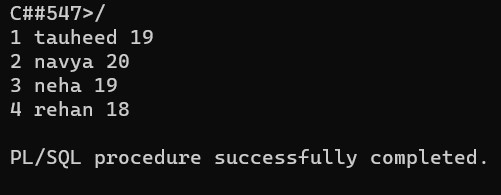 C##547>/
1 tauheed 19
2 navya 20
3 neha 19
4 rehan 18
PL/SQL procedure successfully completed.